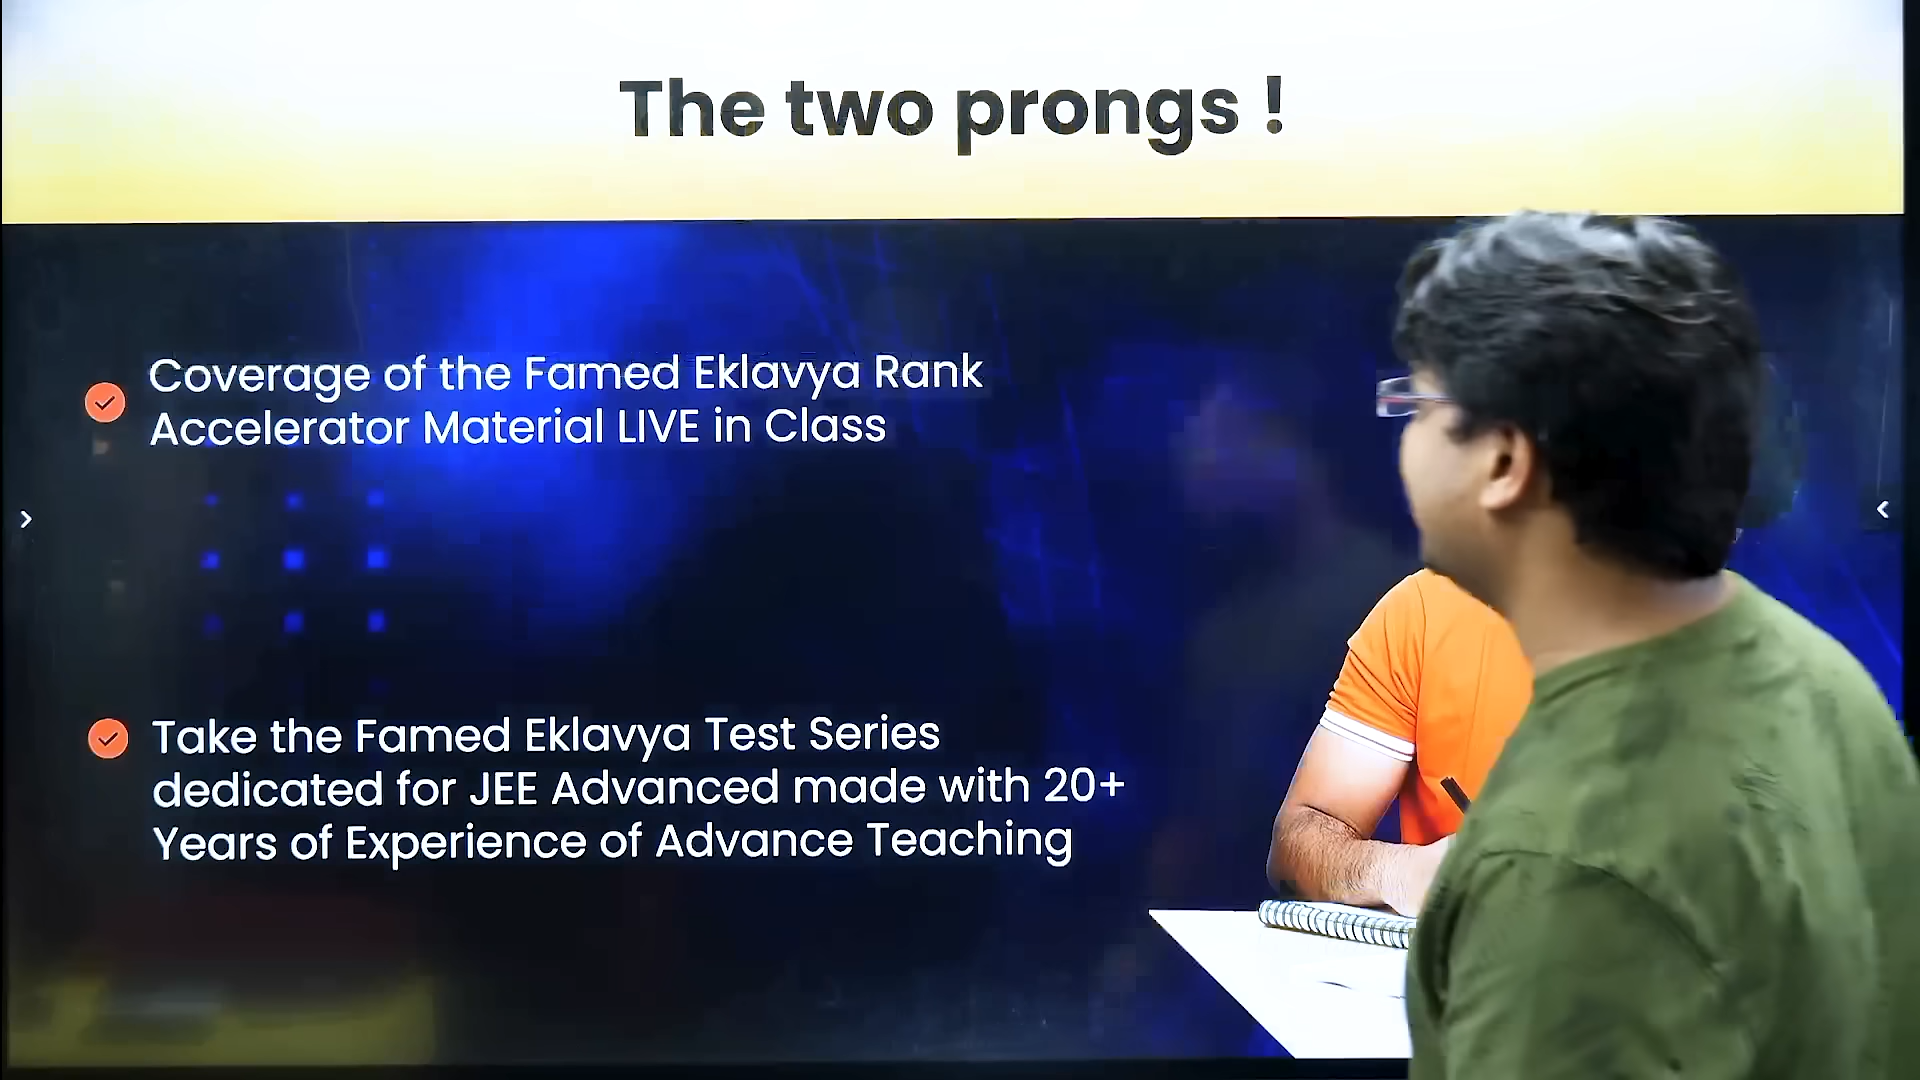 The two prongs !
Coverage of the Famed Eklavya Rank
Accelerator Material LIVE in Class
Take the Famed Eklavya Test Series
dedicated for JEE Advanced made with 20+
Years of Experience of Advance Teaching